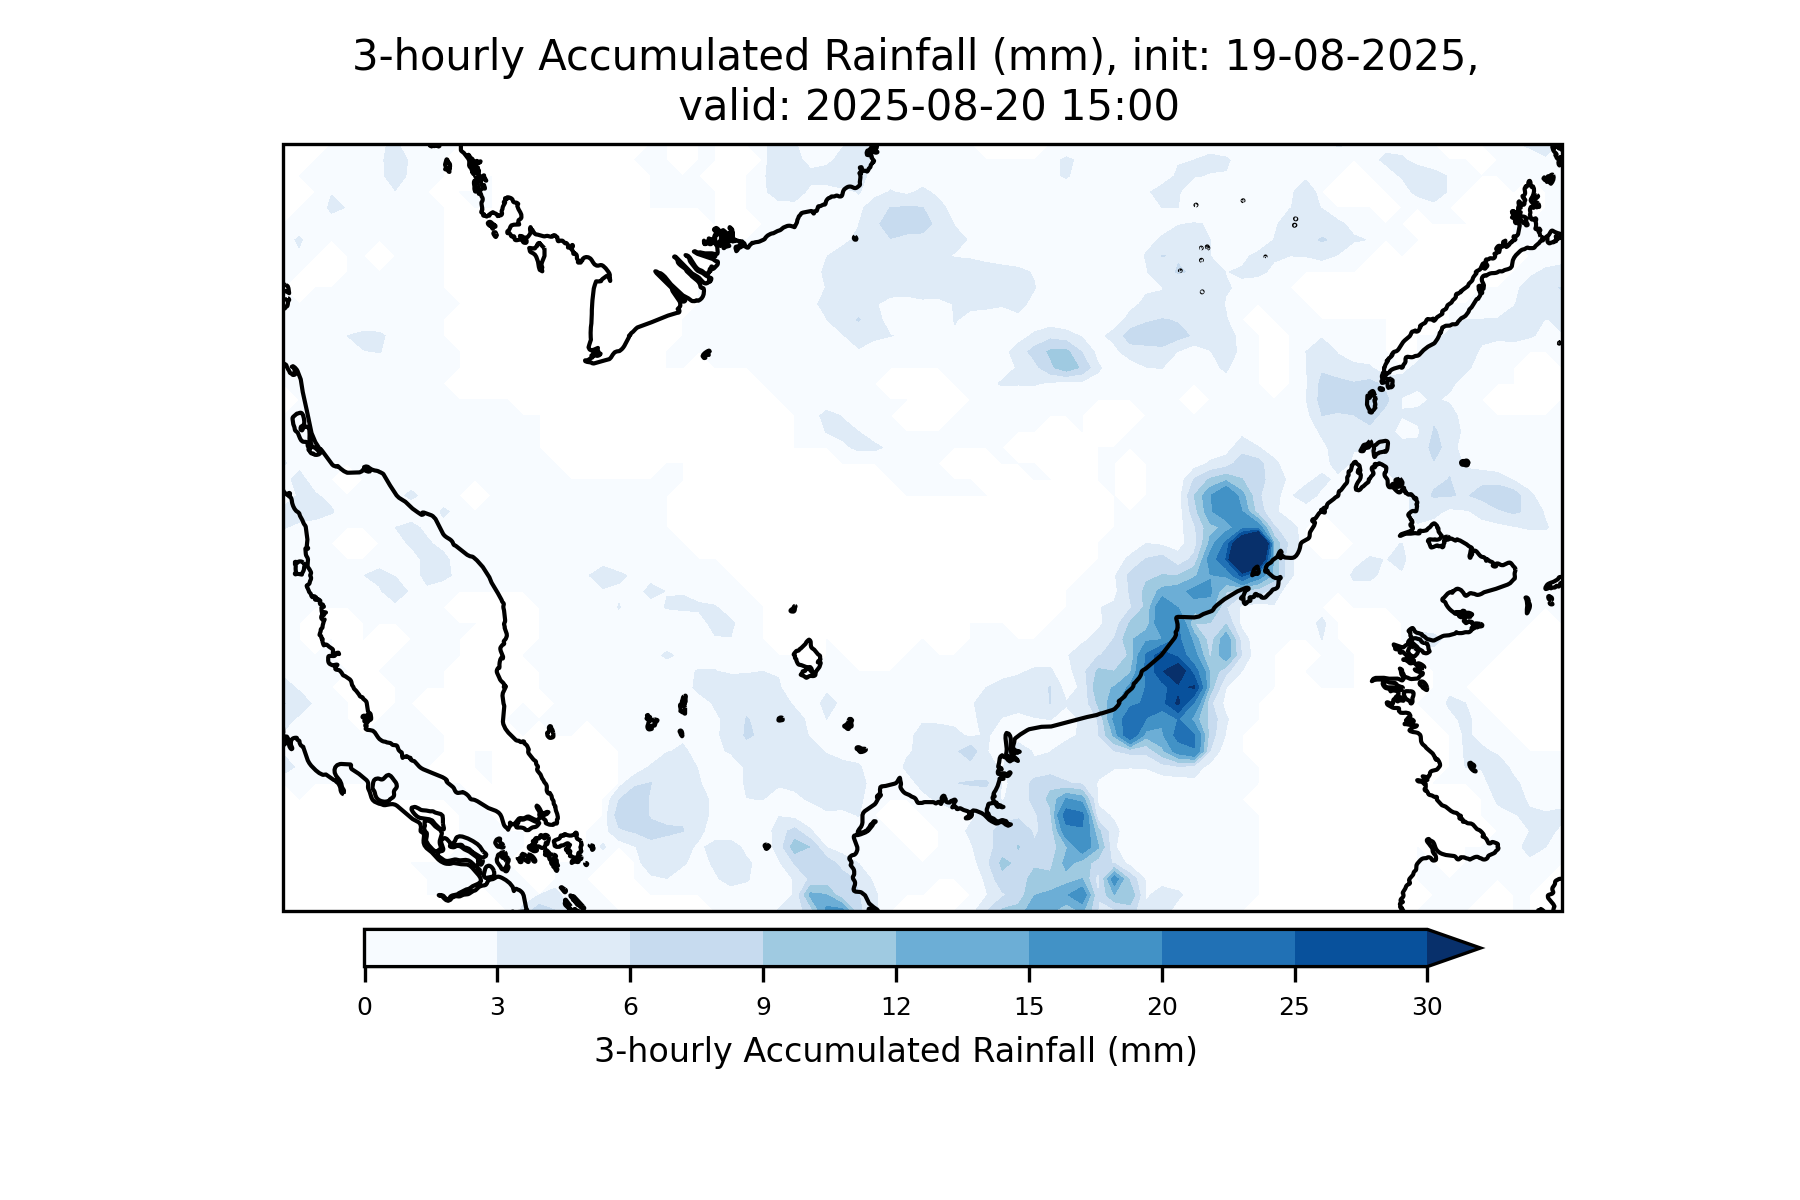 3-hourly Accumulated Rainfall (mm), init: 19-08-2025,
valid: 2025-08-20 15:00
0 3 6 9 12 15 20 25 30
3-hourly Accumulated Rainfall (mm)